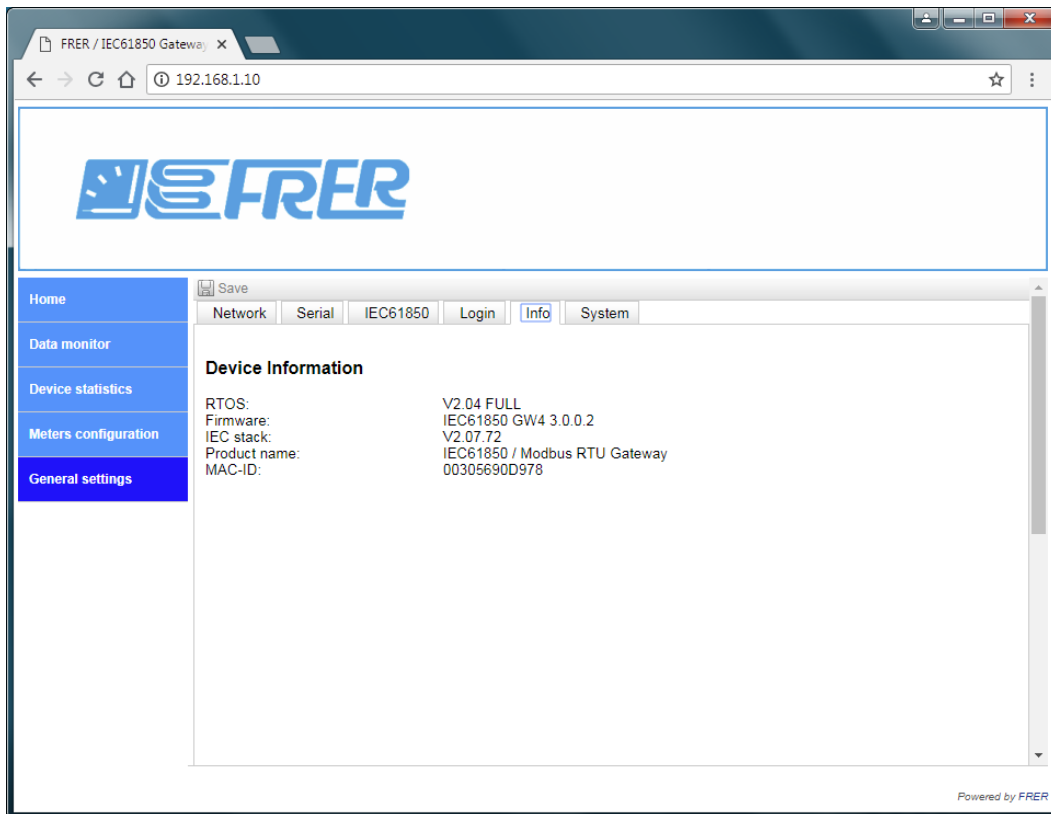 FRER / IEC61850 Gateway
192.168.1.10
FRER
Home
Data monitor
Device statistics
Meters configuration
General settings
Save
Network Serial IEC61850 Login Info System
Device Information
RTOS: V2.04 FULL
Firmware: IEC61850 GW4 3.0.0.2
IEC stack: V2.07.72
Product name: IEC61850 / Modbus RTU Gateway
MAC-ID: 00305690D978
Powered by FRER